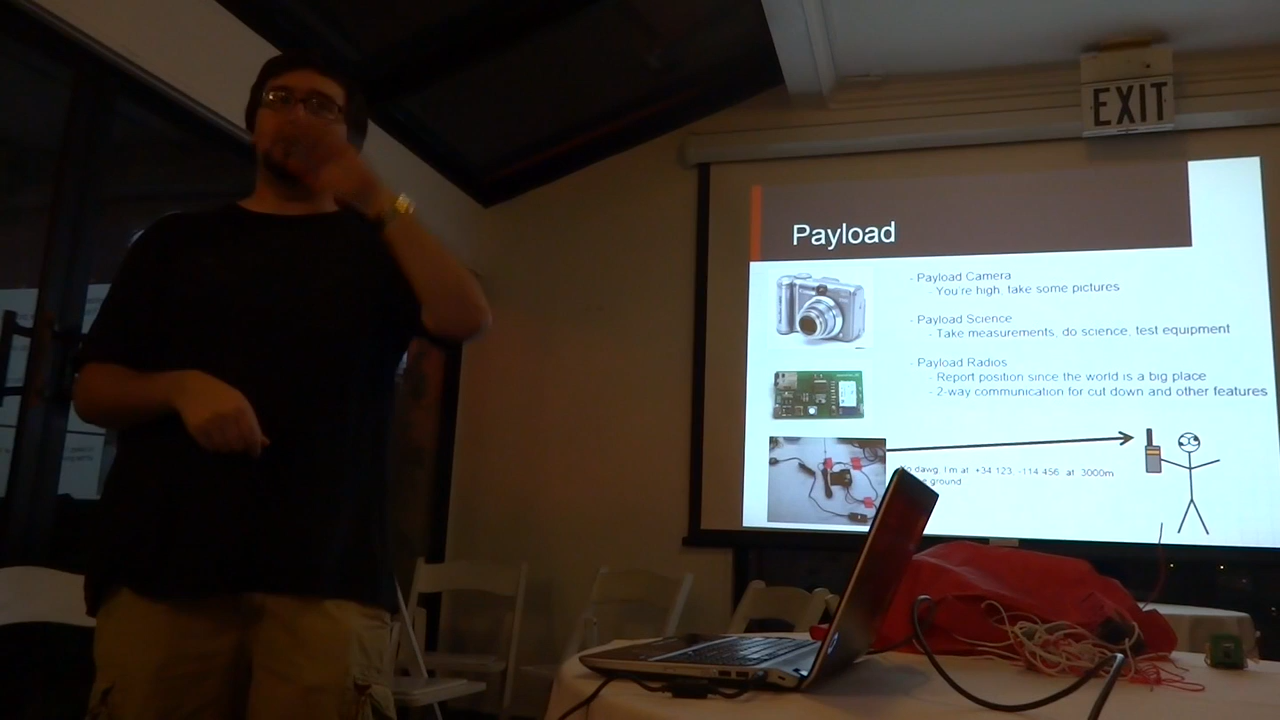 EXIT
Payload
- Payload Camera
- You're high, take some pictures
- Payload Science
- Take measurements, do science, test equipment
- Payload Radios
- Report position since the world is a big place
- 2-way communication for cut down and other features
dawg I'm at +34 123 -114 456 at 3000m
ground